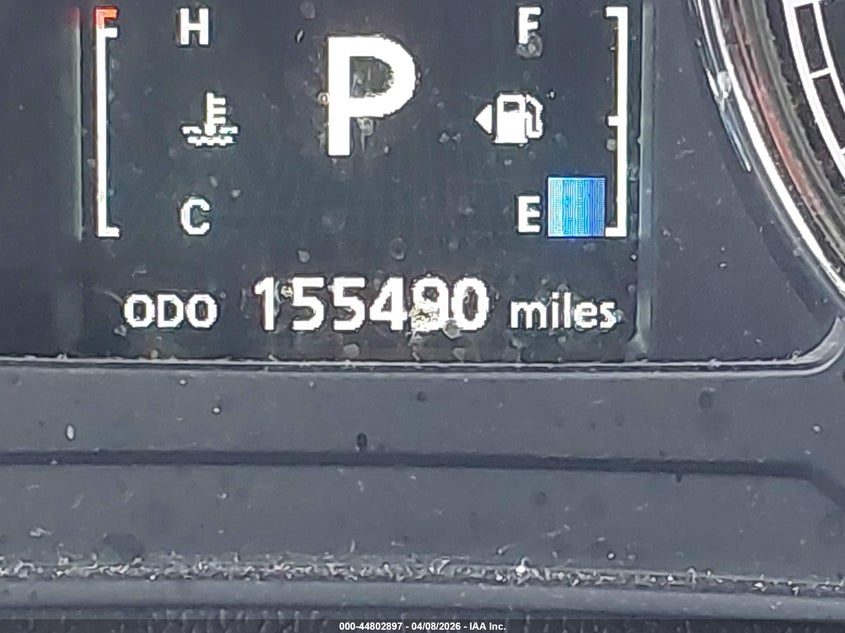 H F
P
E
C E
ODO 155490 miles
000-44802897 - 04/08/2026 - IAA Inc.